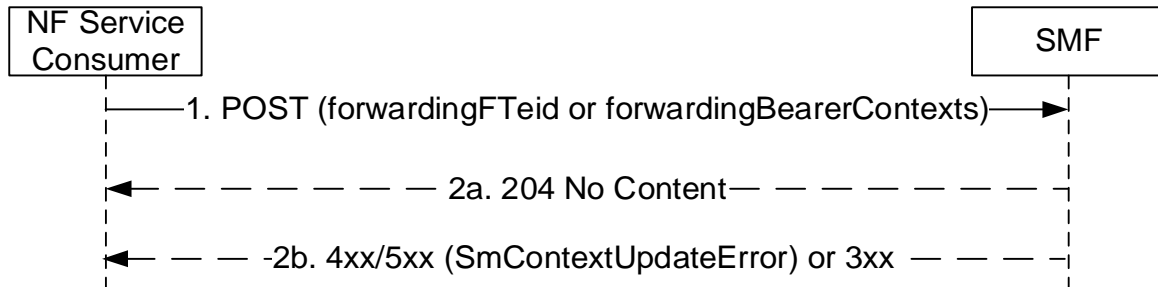 NF Service
Consumer
SMF
1. POST (forwardingFTeid or forwardingBearerContexts)
2a. 204 No Content
2b. 4xx/5xx (SmContextUpdateError) or 3xx